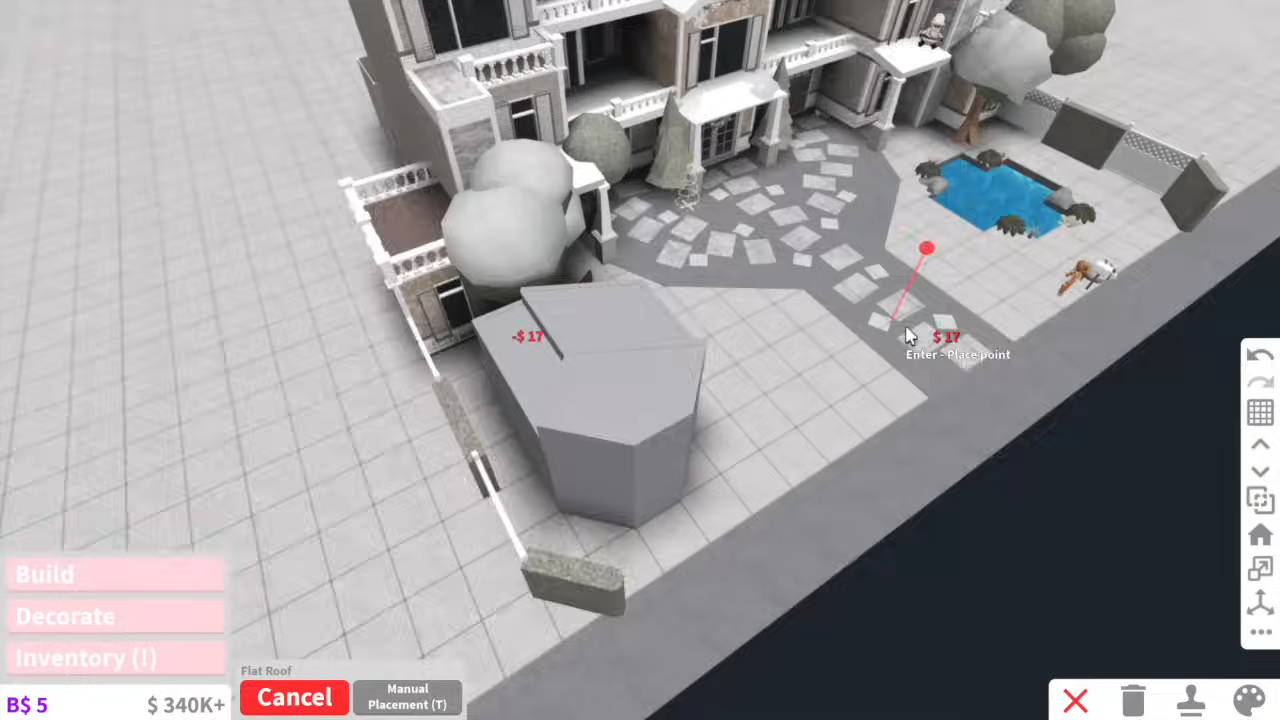 -$ 17
$ 17
Enter - Place point
Build
Decorate
Inventory (!)
B$ 5
$ 340K+
Flat Roof
Cancel
Manual
Placement (T)